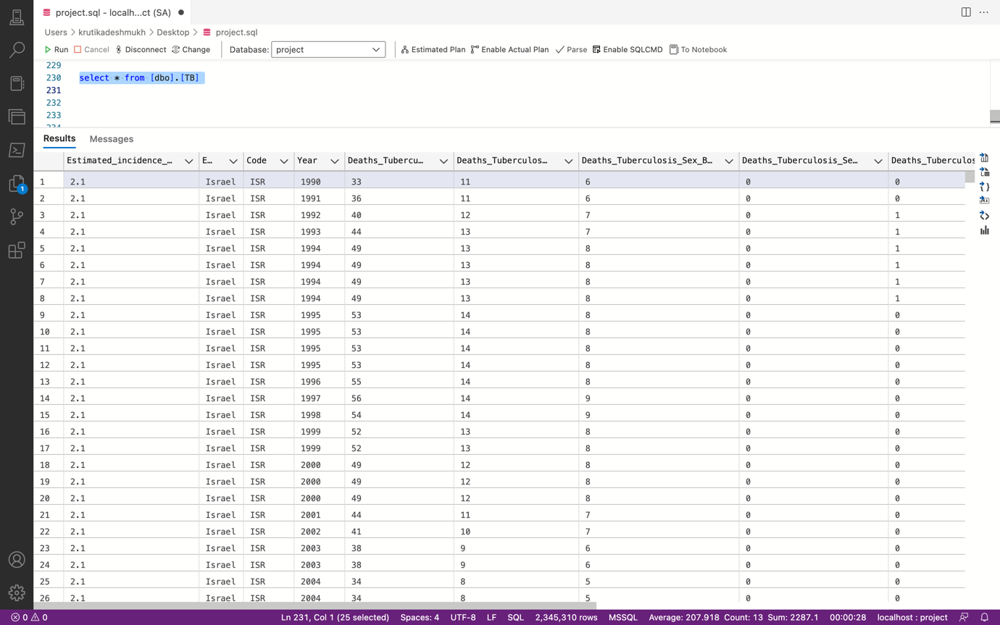 project.sql - localh...ct (SA) ●
Users > krutikadeshmukh > Desktop > project.sql
Run Cancel Disconnect Change Database: project Estimated Plan Enable Actual Plan Parse Enable SQLCMD To Notebook
229
230 select * from [dbo].[TB]
231
232
233
234
Results Messages
Estimated_incidence_… E… Code Year Deaths_Tubercu… Deaths_Tuberculos… Deaths_Tuberculosis_Sex_B… Deaths_Tuberculosis_Se… Deaths_Tuberculos
1 2.1 Israel ISR 1990 33 11 6 0 0
2 2.1 Israel ISR 1991 36 11 6 0 0
3 2.1 Israel ISR 1992 40 12 7 0 1
4 2.1 Israel ISR 1993 44 13 7 0 1
5 2.1 Israel ISR 1994 49 13 8 0 1
6 2.1 Israel ISR 1994 49 13 8 0 1
7 2.1 Israel ISR 1994 49 13 8 0 1
8 2.1 Israel ISR 1994 49 13 8 0 1
9 2.1 Israel ISR 1995 53 14 8 0 0
10 2.1 Israel ISR 1995 53 14 8 0 0
11 2.1 Israel ISR 1995 53 14 8 0 0
12 2.1 Israel ISR 1995 53 14 8 0 0
13 2.1 Israel ISR 1996 55 14 8 0 0
14 2.1 Israel ISR 1997 56 14 9 0 0
15 2.1 Israel ISR 1998 54 14 9 0 0
16 2.1 Israel ISR 1999 52 13 8 0 0
17 2.1 Israel ISR 1999 52 13 8 0 0
18 2.1 Israel ISR 2000 49 12 8 0 0
19 2.1 Israel ISR 2000 49 12 8 0 0
20 2.1 Israel ISR 2000 49 12 8 0 0
21 2.1 Israel ISR 2001 44 11 7 0 0
22 2.1 Israel ISR 2002 41 10 7 0 0
23 2.1 Israel ISR 2003 38 9 6 0 0
24 2.1 Israel ISR 2003 38 9 6 0 0
25 2.1 Israel ISR 2004 34 8 5 0 0
26 2.1 Israel ISR 2004 34 8 5 0 0
1
0 0 Ln 231, Col 1 (25 selected) Spaces: 4 UTF-8 LF SQL 2,345,310 rows MSSQL Average: 207.918 Count: 13 Sum: 2287.1 00:00:28 localhost : project